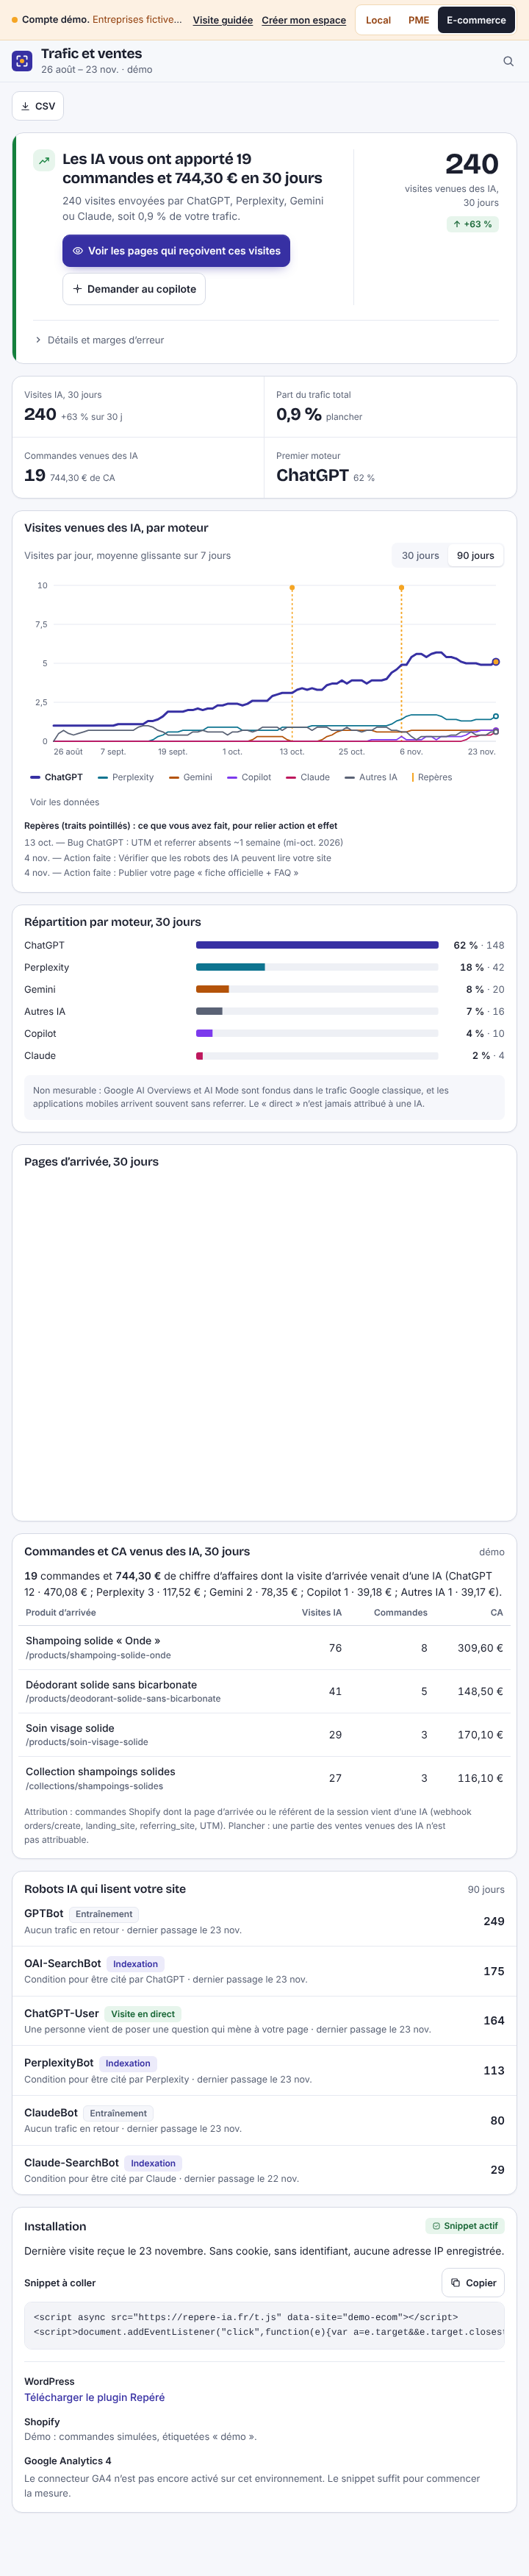 Compte démo. Entreprises fictive... Visite guidée Créer mon espace Local PME E-commerce
Trafic et ventes
26 août – 23 nov. · démo
CSV
Les IA vous ont apporté 19
commandes et 744,30 € en 30 jours
240 visites envoyées par ChatGPT, Perplexity, Gemini
ou Claude, soit 0,9 % de votre trafic.
Voir les pages qui reçoivent ces visites
Demander au copilote
240
visites venues des IA,
30 jours
↑ +63 %
Détails et marges d’erreur
Visites IA, 30 jours
240 +63 % sur 30 j
Part du trafic total
0,9 % plancher
Commandes venues des IA
19 744,30 € de CA
Premier moteur
ChatGPT 62 %
Visites venues des IA, par moteur
Visites par jour, moyenne glissante sur 7 jours
30 jours 90 jours
10
7,5
5
2,5
0
26 août 7 sept. 19 sept. 1 oct. 13 oct. 25 oct. 6 nov. 23 nov.
ChatGPT Perplexity Gemini Copilot Claude Autres IA Repères
Voir les données
Repères (traits pointillés) : ce que vous avez fait, pour relier action et effet
13 oct. — Bug ChatGPT : UTM et referrer absents ~1 semaine (mi-oct. 2026)
4 nov. — Action faite : Vérifier que les robots des IA peuvent lire votre site
4 nov. — Action faite : Publier votre page « fiche officielle + FAQ »
Répartition par moteur, 30 jours
ChatGPT 62 % · 148
Perplexity 18 % · 42
Gemini 8 % · 20
Autres IA 7 % · 16
Copilot 4 % · 10
Claude 2 % · 4
Non mesurable : Google AI Overviews et AI Mode sont fondus dans le trafic Google classique, et les
applications mobiles arrivent souvent sans referrer. Le « direct » n’est jamais attribué à une IA.
Pages d’arrivée, 30 jours
Commandes et CA venus des IA, 30 jours démo
19 commandes et 744,30 € de chiffre d’affaires dont la visite d’arrivée venait d’une IA (ChatGPT
12 · 470,08 € ; Perplexity 3 · 117,52 € ; Gemini 2 · 78,35 € ; Copilot 1 · 39,18 € ; Autres IA 1 · 39,17 €).
Produit d’arrivée Visites IA Commandes CA
Shampoing solide « Onde » 76 8 309,60 €
/products/shampoing-solide-onde
Déodorant solide sans bicarbonate 41 5 148,50 €
/products/deodorant-solide-sans-bicarbonate
Soin visage solide 29 3 170,10 €
/products/soin-visage-solide
Collection shampoings solides 27 3 116,10 €
/collections/shampoings-solides
Attribution : commandes Shopify dont la page d’arrivée ou le référent de la session vient d’une IA (webhook
orders/create, landing_site, referring_site, UTM). Plancher : une partie des ventes venues des IA n’est
pas attribuable.
Robots IA qui lisent votre site 90 jours
GPTBot Entraînement 249
Aucun trafic en retour · dernier passage le 23 nov.
OAI-SearchBot Indexation 175
Condition pour être cité par ChatGPT · dernier passage le 23 nov.
ChatGPT-User Visite en direct 164
Une personne vient de poser une question qui mène à votre page · dernier passage le 23 nov.
PerplexityBot Indexation 113
Condition pour être cité par Perplexity · dernier passage le 23 nov.
ClaudeBot Entraînement 80
Aucun trafic en retour · dernier passage le 23 nov.
Claude-SearchBot Indexation 29
Condition pour être cité par Claude · dernier passage le 22 nov.
Installation Snippet actif
Dernière visite reçue le 23 novembre. Sans cookie, sans identifiant, aucune adresse IP enregistrée.
Snippet à coller Copier
<script async src="https://repere-ia.fr/t.js" data-site="demo-ecom"></script>
<script>document.addEventListener("click",function(e){var a=e.target&&e.target.closest
WordPress
Télécharger le plugin Repéré
Shopify
Démo : commandes simulées, étiquetées « démo ».
Google Analytics 4
Le connecteur GA4 n’est pas encore activé sur cet environnement. Le snippet suffit pour commencer
la mesure.